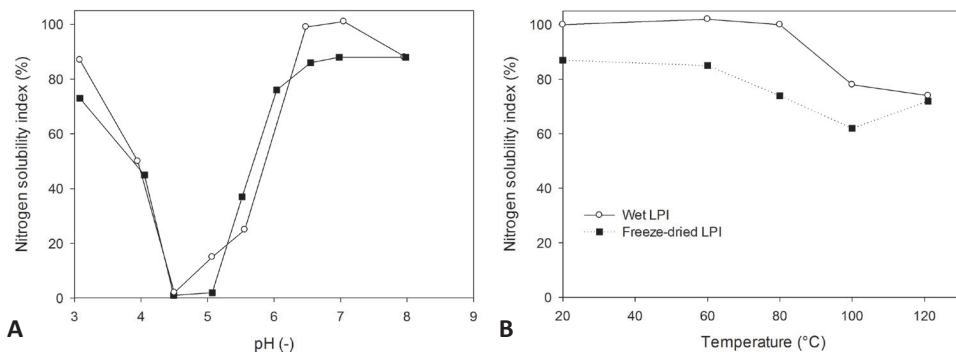 Nitrogen solubility index (%)
100
80
60
40
20
0
3 4 5 6 7 8 9
pH (-)
A
Nitrogen solubility index (%)
100
80
60
40
20
0
Wet LPI
Freeze-dried LPI
20 40 60 80 100 120
Temperature (°C)
B